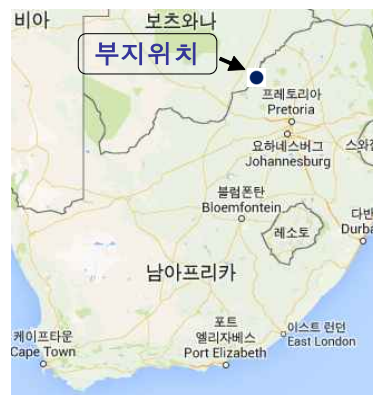 비아
보츠와나
부지위치
프레토리아
Pretoria
요하네스버그
Johannesburg
스와
블럼폰탄
Bloemfontein
다반
Durba
레소토
남아프리카
케이프타운
Cape Town
포트
엘리자베스
Port Elizabeth
이스트 런던
East London